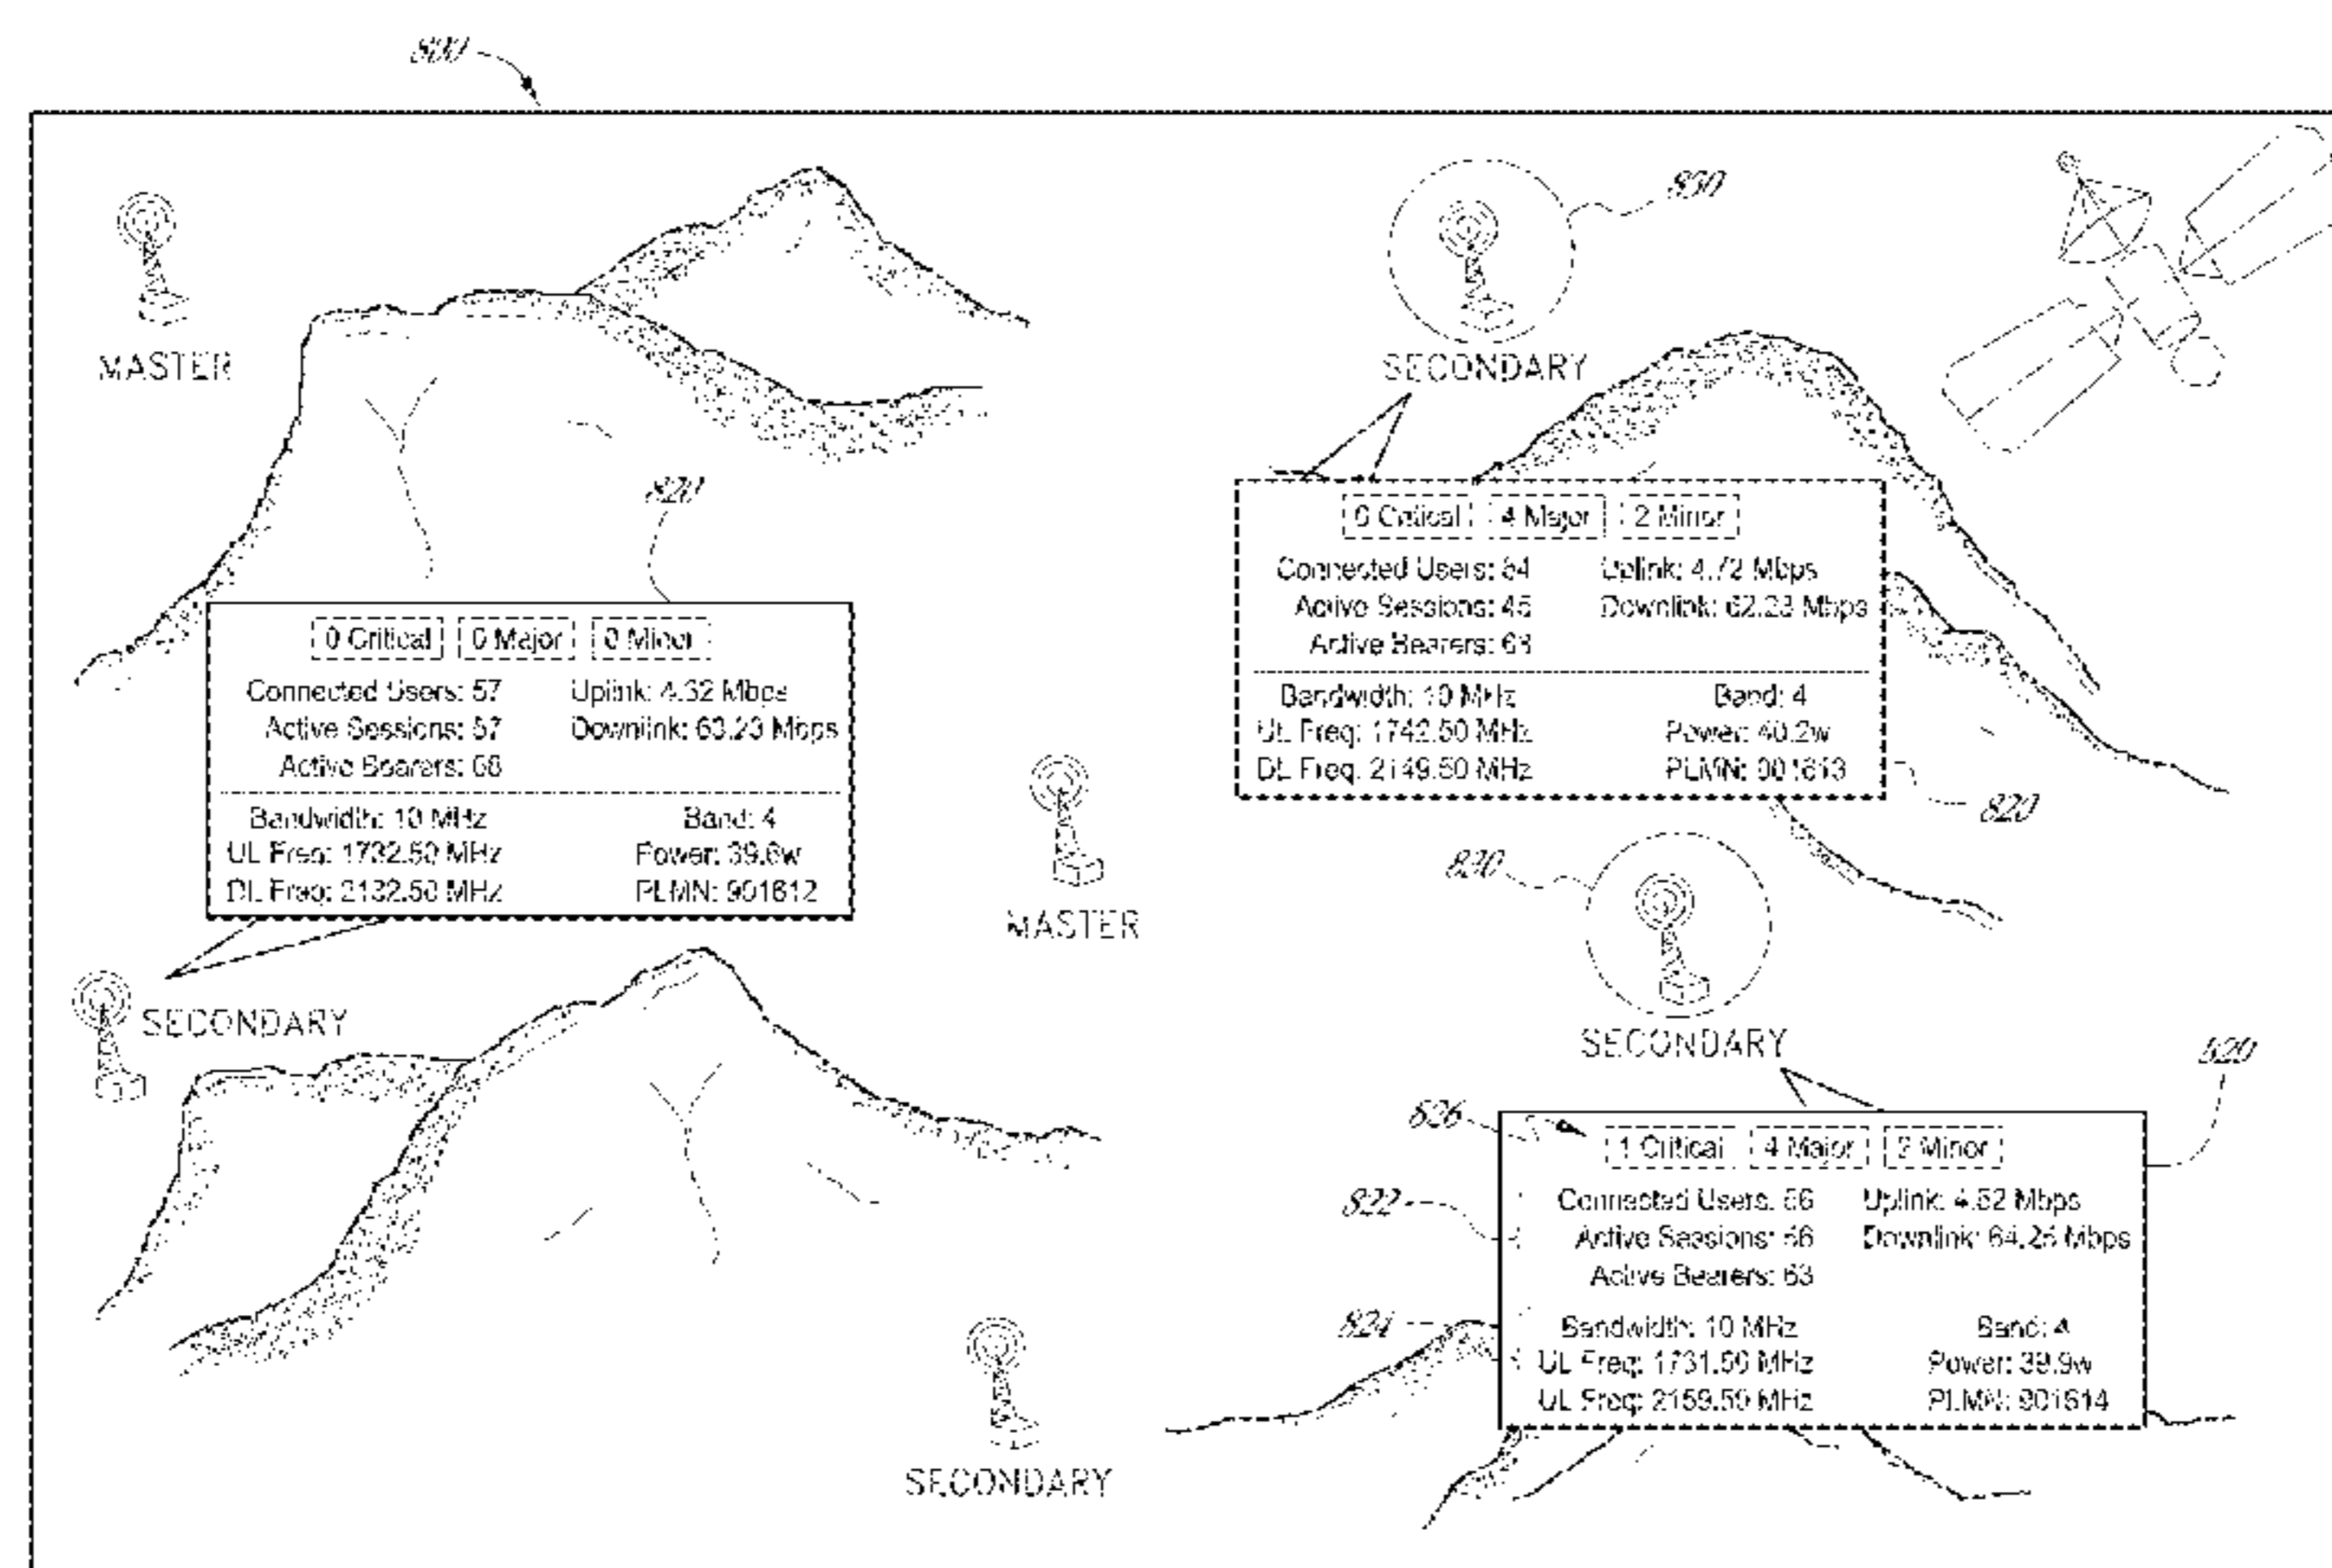 800
MASTER
830
SECONDARY
820
0 Critical 4 Major 2 Minor
Connected Users: 54 Uplink: 4.72 Mbps
Active Sessions: 45 Downlink: 62.23 Mbps
Active Bearers: 63
Bandwidth: 10 MHz Band: 4
UL Freq: 1742.50 MHz Power: 40.2w
DL Freq: 2149.50 MHz PLMN: 901613
820
0 Critical 0 Major 0 Minor
Connected Users: 57 Uplink: 4.32 Mbps
Active Sessions: 57 Downlink: 63.23 Mbps
Active Bearers: 68
Bandwidth: 10 MHz Band: 4
UL Freq: 1732.50 MHz Power: 39.8w
DL Freq: 2132.50 MHz PLMN: 901612
MASTER
SECONDARY
830
SECONDARY
820
826
1 Critical 4 Major 2 Minor
822
Connected Users: 56 Uplink: 4.52 Mbps
Active Sessions: 56 Downlink: 64.25 Mbps
Active Bearers: 63
824
Bandwidth: 10 MHz Band: 4
UL Freq: 1731.50 MHz Power: 39.9w
UL Freq: 2159.50 MHz PLMN: 901614
SECONDARY